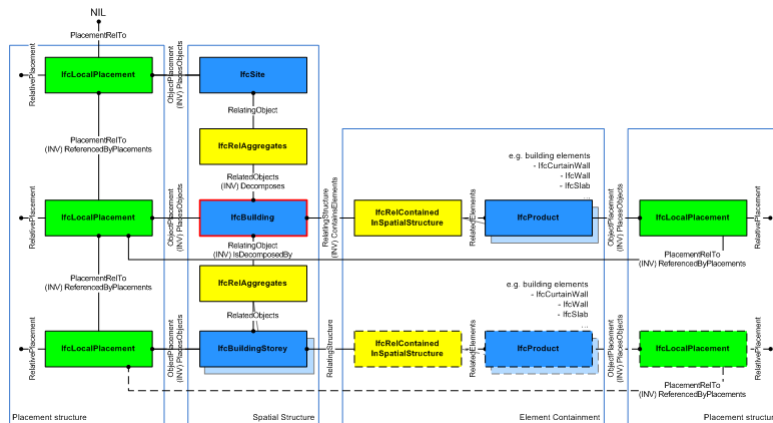 NIL
PlacementRelTo
RelativePlacement
IfcLocalPlacement
ObjectPlacement
(INV) PlacesObjects
IfcSite
RelatingObject
PlacementRelTo
(INV) ReferencedByPlacements
IfcRelAggregates
RelatedObjects
(INV) Decomposes
e.g. building elements
- IfcCurtainWall
- IfcWall
- IfcSlab
...
RelativePlacement
IfcLocalPlacement
ObjectPlacement
(INV) PlacesObjects
IfcBuilding
RelatingStructure
(INV) ContainsElements
IfcRelContained
InSpatialStructure
RelatedElements
IfcProduct
ObjectPlacement
(INV) PlacesObjects
IfcLocalPlacement
RelativePlacement
RelatingObject
(INV) IsDecomposedBy
PlacementRelTo
(INV) ReferencedByPlacements
PlacementRelTo
(INV) ReferencedByPlacements
IfcRelAggregates
RelatedObjects
e.g. building elements
- IfcCurtainWall
- IfcWall
- IfcSlab
...
RelativePlacement
IfcLocalPlacement
ObjectPlacement
(INV) PlacesObjects
IfcBuildingStorey
RelatingStructure
IfcRelContained
InSpatialStructure
RelatedElements
IfcProduct
ObjectPlacement
(INV) PlacesObjects
IfcLocalPlacement
RelativePlacement
PlacementRelTo
(INV) ReferencedByPlacements
Placement structure
Spatial Structure
Element Containment
Placement structure